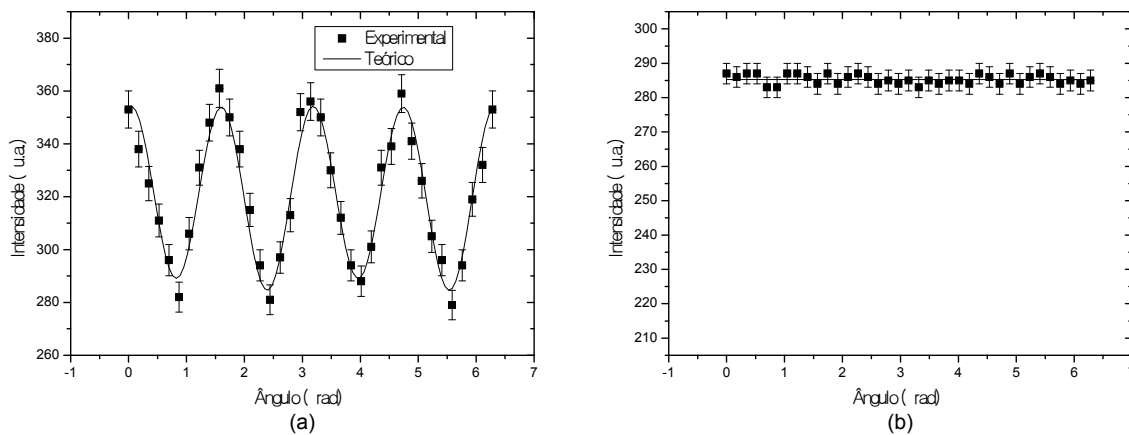 380
360
340
320
300
280
260
Intensidade ( u.a.)
Experimental
Teórico
-1 0 1 2 3 4 5 6 7
Ângulo ( rad)
(a)
300
290
280
270
260
250
240
230
220
210
Intensidade ( u.a.)
-1 0 1 2 3 4 5 6
Ângulo ( rad)
(b)